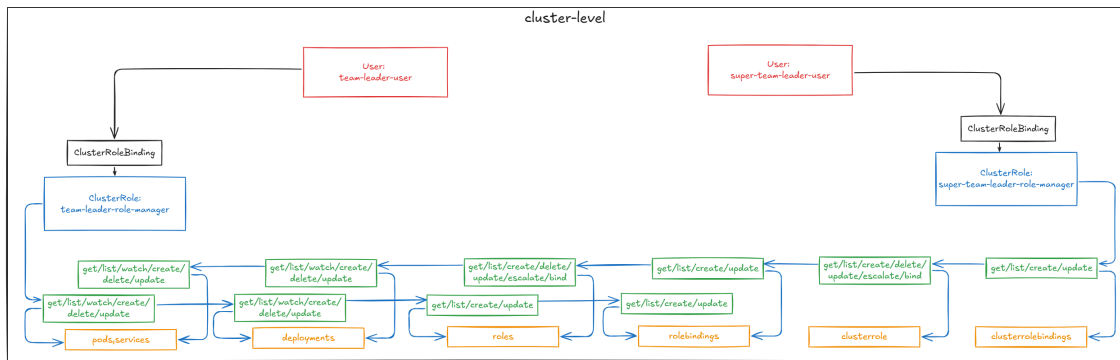 cluster-level
User:
team-leader-user
User:
super-team-leader-user
ClusterRoleBinding
ClusterRoleBinding
ClusterRole:
team-leader-role-manager
ClusterRole:
super-team-leader-role-manager
get/list/watch/create/
delete/update
get/list/watch/create/
delete/update
get/list/create/delete/
update/escalate/bind
get/list/create/update
get/list/create/delete/
update/escalate/bind
get/list/create/update
get/list/watch/create/
delete/update
get/list/watch/create/
delete/update
get/list/create/update
get/list/create/update
pods,services
deployments
roles
rolebindings
clusterrole
clusterrolebindings